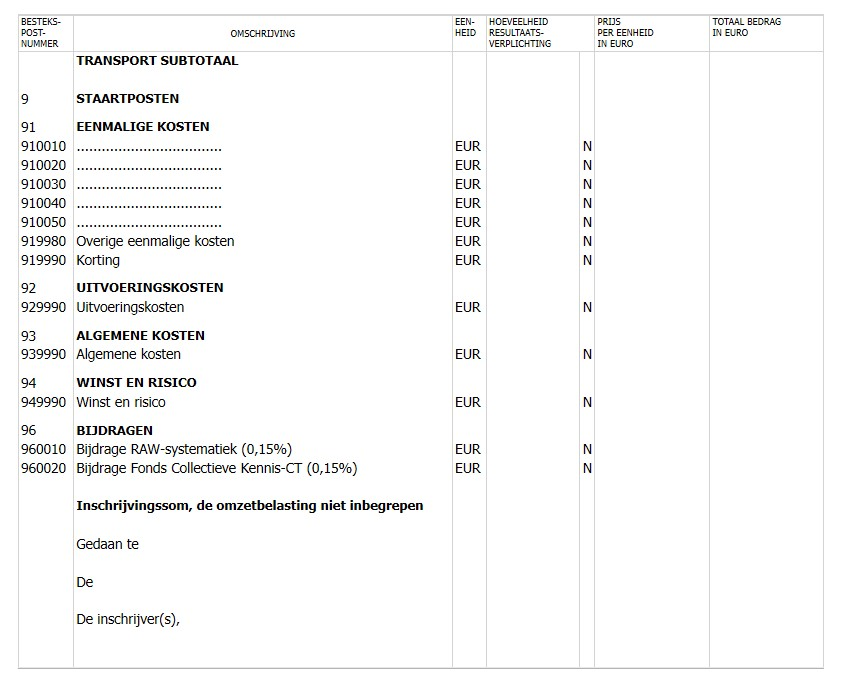 BESTEKS- EEN- HOEVEELHEID PRIJS TOTAAL BEDRAG
POST- OMSCHRIJVING HEID RESULTAATS- PER EENHEID IN EURO
NUMMER VERPLICHTING IN EURO
TRANSPORT SUBTOTAAL
9 STAARTPOSTEN
91 EENMALIGE KOSTEN
910010 ................................... EUR N
910020 ................................... EUR N
910030 ................................... EUR N
910040 ................................... EUR N
910050 ................................... EUR N
919980 Overige eenmalige kosten EUR N
919990 Korting EUR N
92 UITVOERINGSKOSTEN
929990 Uitvoeringskosten EUR N
93 ALGEMENE KOSTEN
939990 Algemene kosten EUR N
94 WINST EN RISICO
949990 Winst en risico EUR N
96 BIJDRAGEN
960010 Bijdrage RAW-systematiek (0,15%) EUR N
960020 Bijdrage Fonds Collectieve Kennis-CT (0,15%) EUR N
Inschrijvingssom, de omzetbelasting niet inbegrepen
Gedaan te
De
De inschrijver(s),